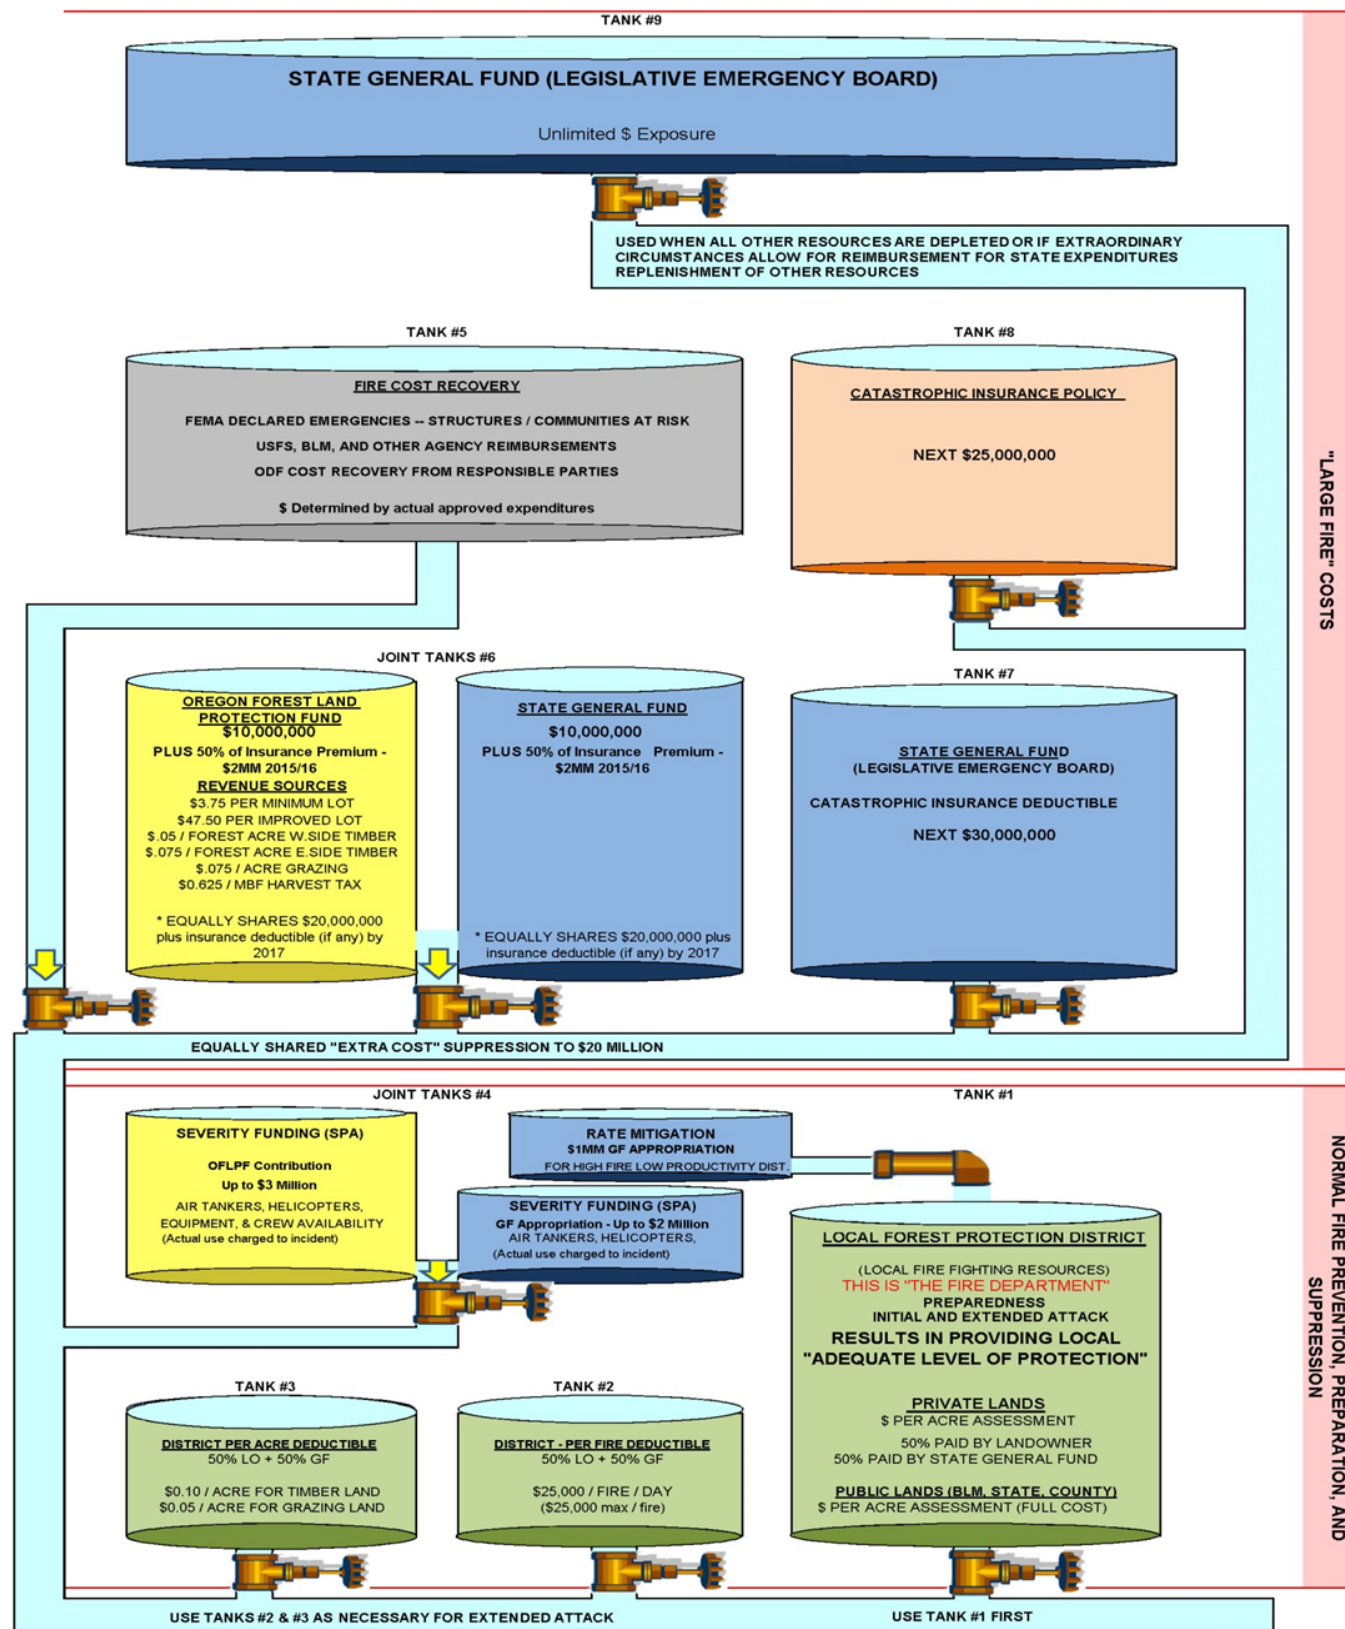 TANK #9
STATE GENERAL FUND (LEGISLATIVE EMERGENCY BOARD)
Unlimited $ Exposure
USED WHEN ALL OTHER RESOURCES ARE DEPLETED OR IF EXTRAORDINARY
CIRCUMSTANCES ALLOW FOR REIMBURSEMENT FOR STATE EXPENDITURES
REPLENISHMENT OF OTHER RESOURCES
TANK #5
FIRE COST RECOVERY
FEMA DECLARED EMERGENCIES -- STRUCTURES / COMMUNITIES AT RISK
USFS, BLM, AND OTHER AGENCY REIMBURSEMENTS
ODF COST RECOVERY FROM RESPONSIBLE PARTIES
$ Determined by actual approved expenditures
TANK #8
CATASTROPHIC INSURANCE POLICY
NEXT $25,000,000
"LARGE FIRE" COSTS
JOINT TANKS #6
OREGON FOREST LAND
PROTECTION FUND
$10,000,000
PLUS 50% of Insurance Premium -
$2MM 2015/16
REVENUE SOURCES
$3.75 PER MINIMUM LOT
$47.50 PER IMPROVED LOT
$.05 / FOREST ACRE W.SIDE TIMBER
$.075 / FOREST ACRE E.SIDE TIMBER
$.075 / ACRE GRAZING
$0.625 / MBF HARVEST TAX
* EQUALLY SHARES $20,000,000
plus insurance deductible (if any) by
2017
STATE GENERAL FUND
$10,000,000
PLUS 50% of Insurance Premium -
$2MM 2015/16
* EQUALLY SHARES $20,000,000 plus
insurance deductible (if any) by 2017
TANK #7
STATE GENERAL FUND
(LEGISLATIVE EMERGENCY BOARD)
CATASTROPHIC INSURANCE DEDUCTIBLE
NEXT $30,000,000
EQUALLY SHARED "EXTRA COST" SUPPRESSION TO $20 MILLION
JOINT TANKS #4
SEVERITY FUNDING (SPA)
OFLPF Contribution
Up to $3 Million
AIR TANKERS, HELICOPTERS,
EQUIPMENT, & CREW AVAILABILITY
(Actual use charged to incident)
RATE MITIGATION
$1MM GF APPROPRIATION
FOR HIGH FIRE LOW PRODUCTIVITY DIST.
SEVERITY FUNDING (SPA)
GF Appropriation - Up to $2 Million
AIR TANKERS, HELICOPTERS,
(Actual use charged to incident)
TANK #1
LOCAL FOREST PROTECTION DISTRICT
(LOCAL FIRE FIGHTING RESOURCES)
THIS IS "THE FIRE DEPARTMENT"
PREPAREDNESS
INITIAL AND EXTENDED ATTACK
RESULTS IN PROVIDING LOCAL
"ADEQUATE LEVEL OF PROTECTION"
PRIVATE LANDS
$ PER ACRE ASSESSMENT
50% PAID BY LANDOWNER
50% PAID BY STATE GENERAL FUND
PUBLIC LANDS (BLM, STATE, COUNTY)
$ PER ACRE ASSESSMENT (FULL COST)
NORMAL FIRE PREVENTION, PREPARATION, AND
SUPPRESSION
TANK #3
DISTRICT PER ACRE DEDUCTIBLE
50% LO + 50% GF
$0.10 / ACRE FOR TIMBER LAND
$0.05 / ACRE FOR GRAZING LAND
TANK #2
DISTRICT - PER FIRE DEDUCTIBLE
50% LO + 50% GF
$25,000 / FIRE / DAY
($25,000 max / fire)
USE TANKS #2 & #3 AS NECESSARY FOR EXTENDED ATTACK
USE TANK #1 FIRST